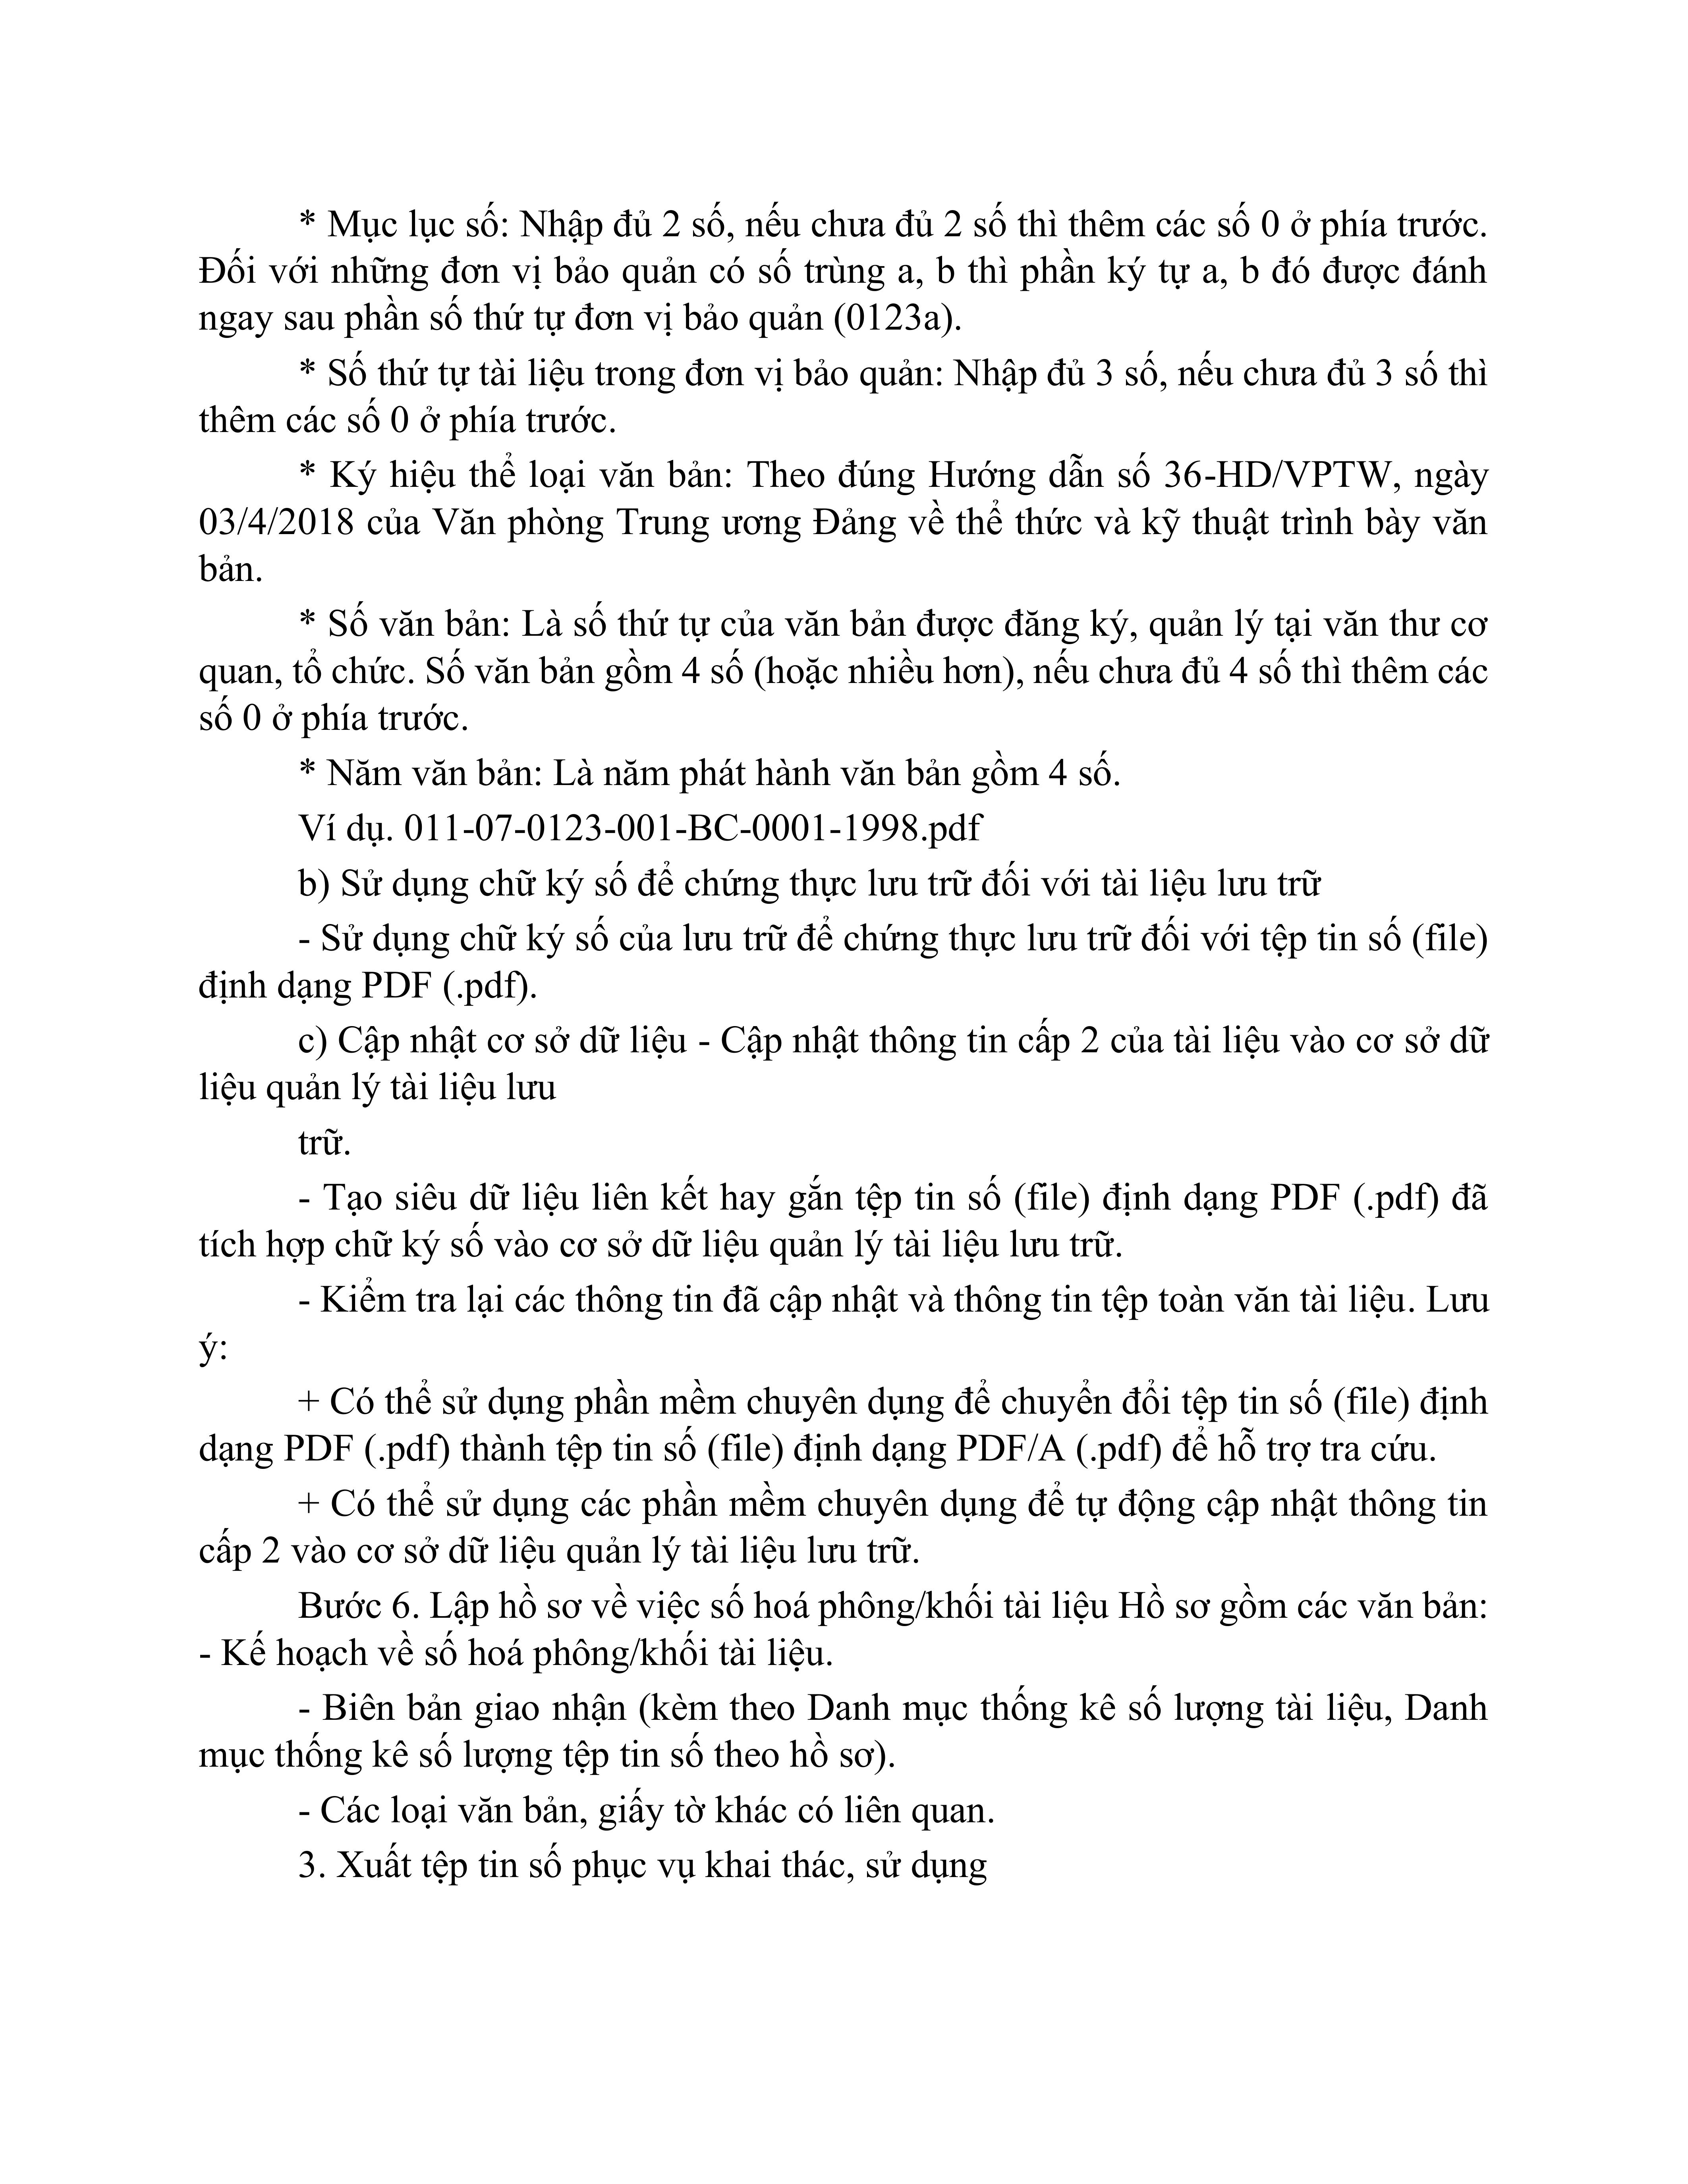 * Mục lục số: Nhập đủ 2 số, nếu chưa đủ 2 số thì thêm các số 0 ở phía trước.
Đối với những đơn vị bảo quản có số trùng a, b thì phần ký tự a, b đó được đánh
ngay sau phần số thứ tự đơn vị bảo quản (0123a).
* Số thứ tự tài liệu trong đơn vị bảo quản: Nhập đủ 3 số, nếu chưa đủ 3 số thì
thêm các số 0 ở phía trước.
* Ký hiệu thể loại văn bản: Theo đúng Hướng dẫn số 36-HD/VPTW, ngày
03/4/2018 của Văn phòng Trung ương Đảng về thể thức và kỹ thuật trình bày văn
bản.
* Số văn bản: Là số thứ tự của văn bản được đăng ký, quản lý tại văn thư cơ
quan, tổ chức. Số văn bản gồm 4 số (hoặc nhiều hơn), nếu chưa đủ 4 số thì thêm các
số 0 ở phía trước.
* Năm văn bản: Là năm phát hành văn bản gồm 4 số.
Ví dụ. 011-07-0123-001-BC-0001-1998.pdf
b) Sử dụng chữ ký số để chứng thực lưu trữ đối với tài liệu lưu trữ
- Sử dụng chữ ký số của lưu trữ để chứng thực lưu trữ đối với tệp tin số (file)
định dạng PDF (.pdf).
c) Cập nhật cơ sở dữ liệu - Cập nhật thông tin cấp 2 của tài liệu vào cơ sở dữ
liệu quản lý tài liệu lưu
trữ.
- Tạo siêu dữ liệu liên kết hay gắn tệp tin số (file) định dạng PDF (.pdf) đã
tích hợp chữ ký số vào cơ sở dữ liệu quản lý tài liệu lưu trữ.
- Kiểm tra lại các thông tin đã cập nhật và thông tin tệp toàn văn tài liệu. Lưu
ý:
+ Có thể sử dụng phần mềm chuyên dụng để chuyển đổi tệp tin số (file) định
dạng PDF (.pdf) thành tệp tin số (file) định dạng PDF/A (.pdf) để hỗ trợ tra cứu.
+ Có thể sử dụng các phần mềm chuyên dụng để tự động cập nhật thông tin
cấp 2 vào cơ sở dữ liệu quản lý tài liệu lưu trữ.
Bước 6. Lập hồ sơ về việc số hoá phông/khối tài liệu Hồ sơ gồm các văn bản:
- Kế hoạch về số hoá phông/khối tài liệu.
- Biên bản giao nhận (kèm theo Danh mục thống kê số lượng tài liệu, Danh
mục thống kê số lượng tệp tin số theo hồ sơ).
- Các loại văn bản, giấy tờ khác có liên quan.
3. Xuất tệp tin số phục vụ khai thác, sử dụng